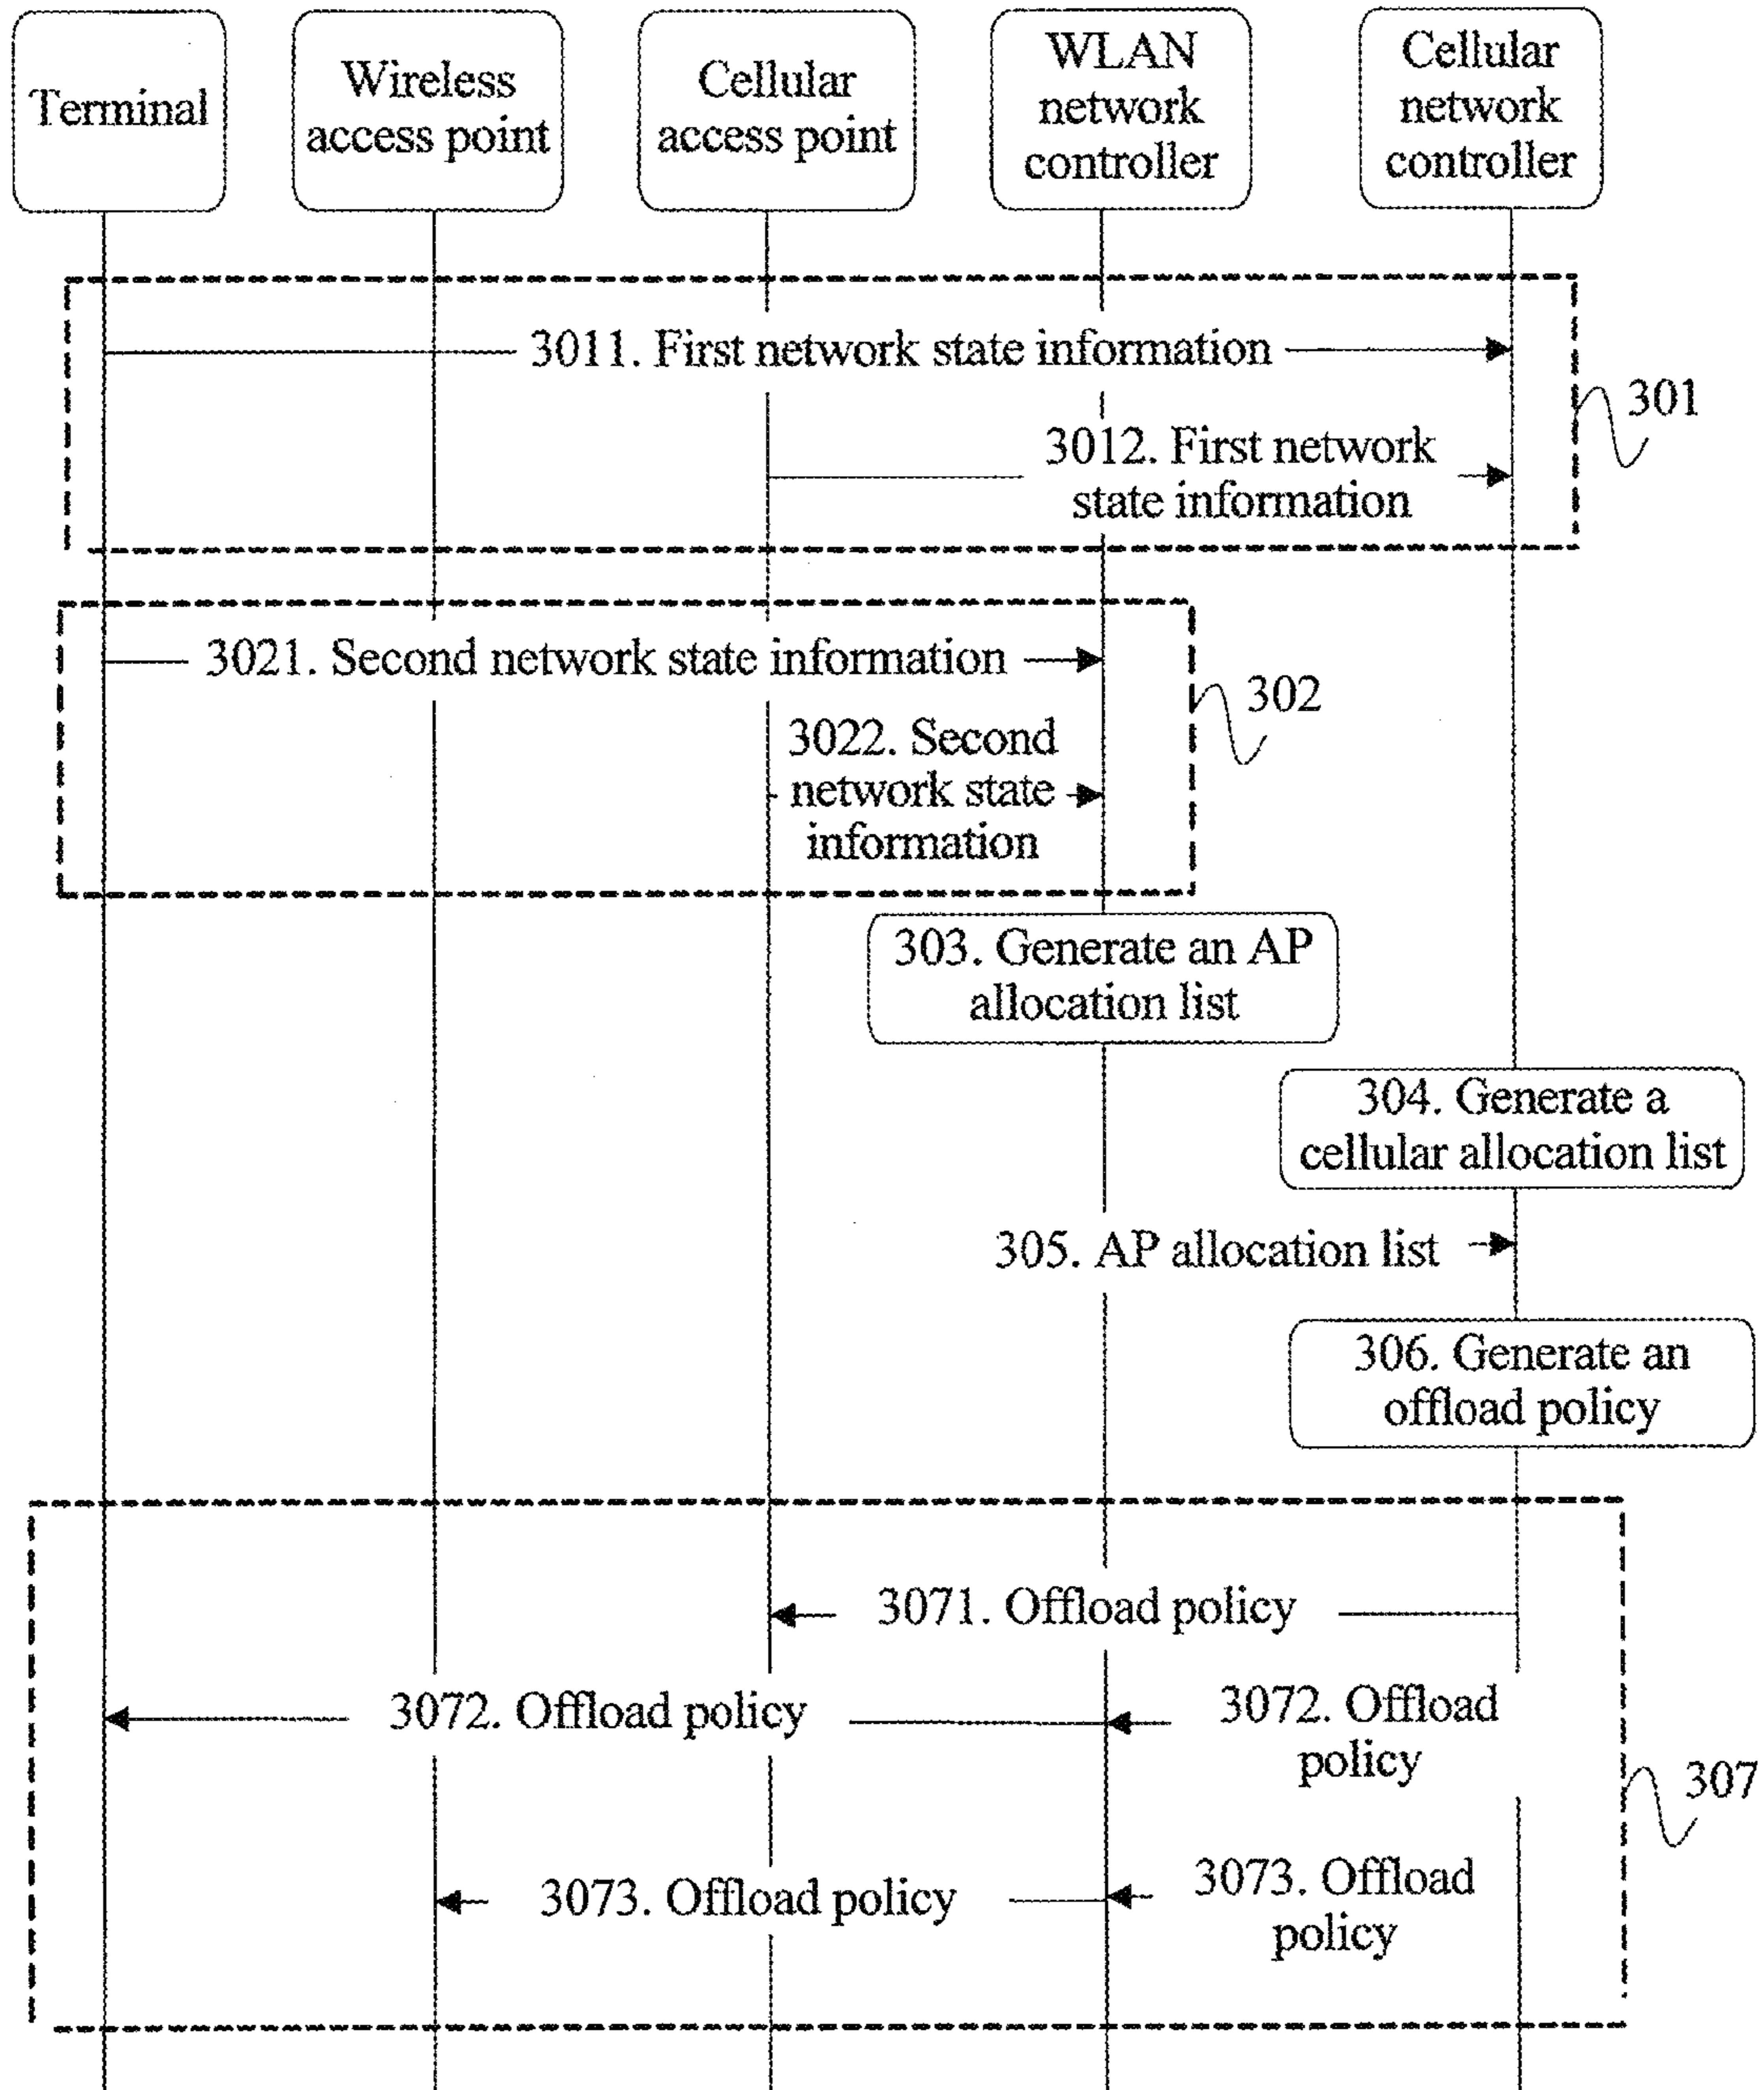 Terminal
Wireless
access point
Cellular
access point
WLAN
network
controller
Cellular
network
controller
3011. First network state information
301
3012. First network
state information
3021. Second network state information
302
3022. Second
network state
information
303. Generate an AP
allocation list
304. Generate a
cellular allocation list
305. AP allocation list
306. Generate an
offload policy
3071. Offload policy
3072. Offload policy
3072. Offload
policy
307
3073. Offload policy
3073. Offload
policy